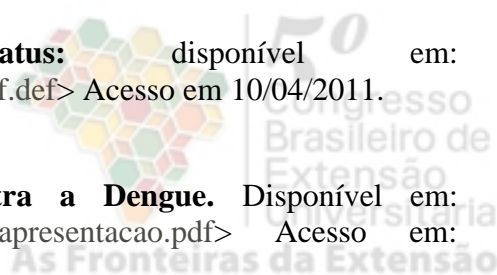 atus: disponível em:
f.def> Acesso em 10/04/2011.
5º
Congresso
Brasileiro de
Extensão
tra a Dengue. Disponível em:
Universitária
apresentacao.pdf> Acesso em:
As Fronteiras da Extensão